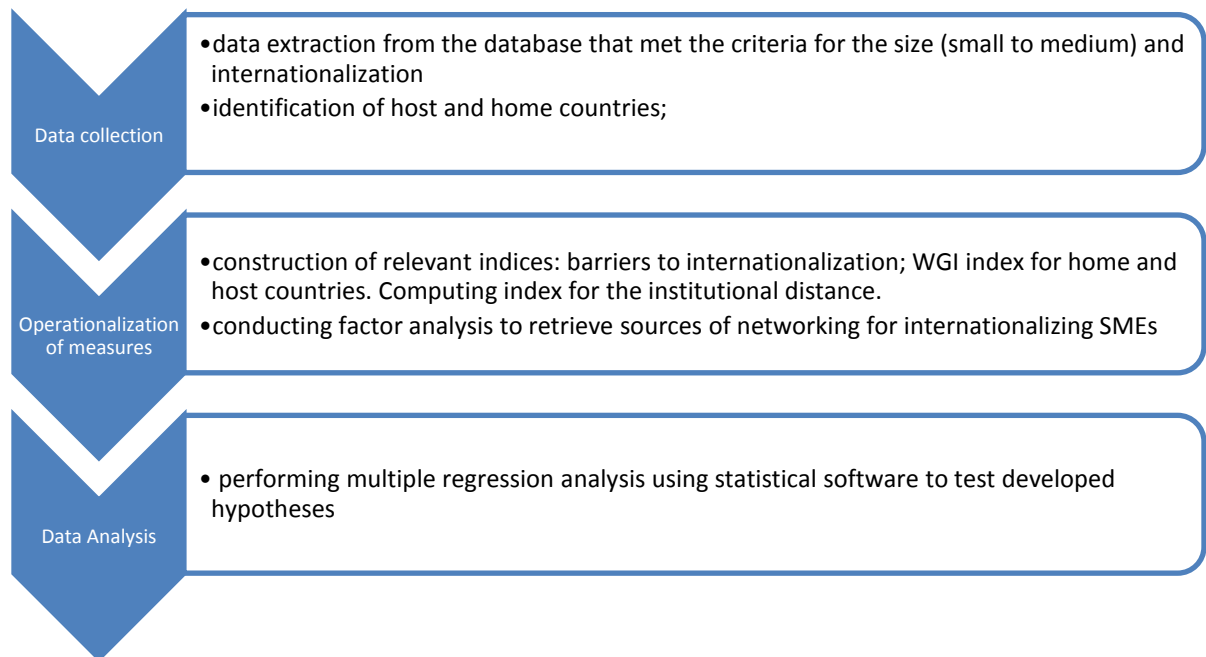 Data collection
•data extraction from the database that met the criteria for the size (small to medium) and
internationalization
•identification of host and home countries;
Operationalization
of measures
•construction of relevant indices: barriers to internationalization; WGI index for home and
host countries. Computing index for the institutional distance.
•conducting factor analysis to retrieve sources of networking for internationalizing SMEs
Data Analysis
• performing multiple regression analysis using statistical software to test developed
hypotheses